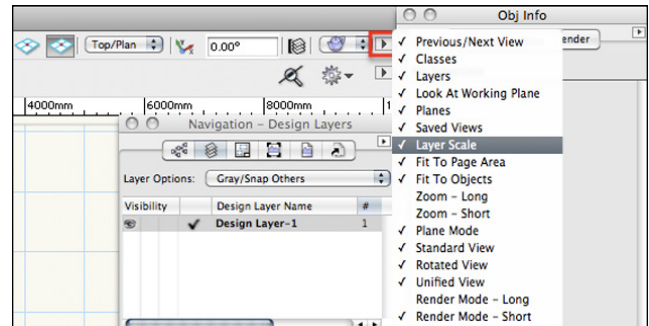 Obj Info
Top/Plan
0.00°
ender
Previous/Next View
Classes
Layers
Look At Working Plane
Planes
Saved Views
Layer Scale
Fit To Page Area
Fit To Objects
Zoom – Long
Zoom – Short
Plane Mode
Standard View
Rotated View
Unified View
Render Mode – Long
Render Mode – Short
4000mm
6000mm
8000mm
1
Navigation – Design Layers
Layer Options: Gray/Snap Others
Visibility Design Layer Name #
Design Layer-1 1